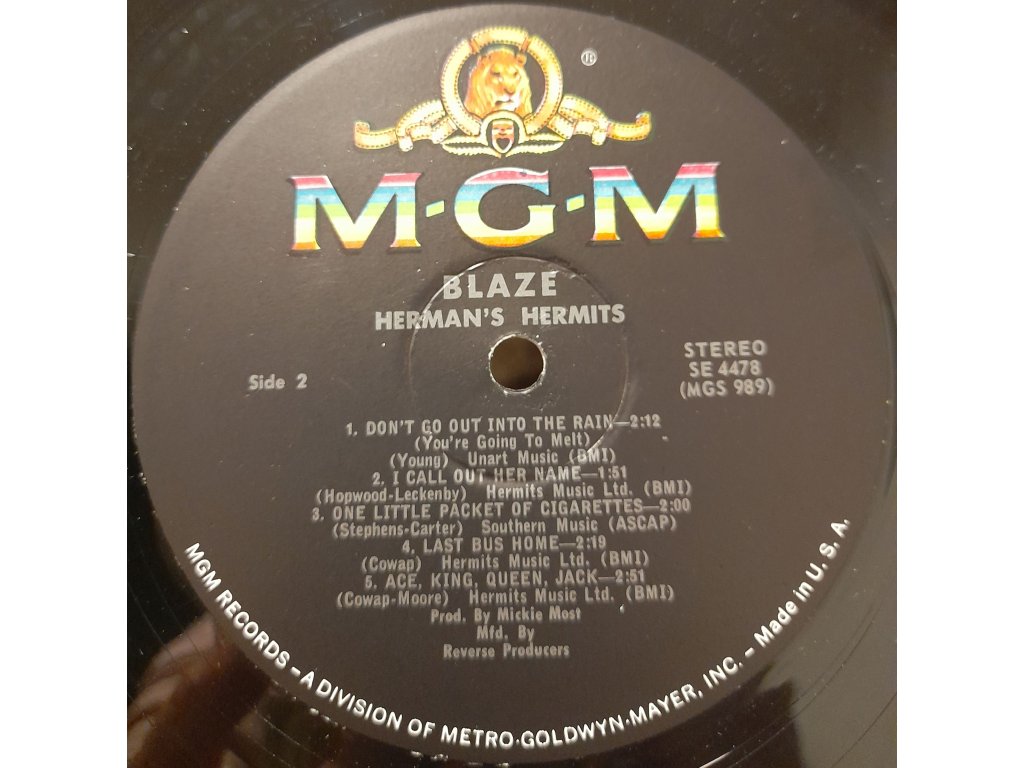 ®
M·G·M
BLAZE
HERMAN'S HERMITS
STEREO
SE 4478
(MGS 989)
Side 2
1. DON'T GO OUT INTO THE RAIN—2:12
(You're Going To Melt)
(Young) Unart Music (BMI)
2. I CALL OUT HER NAME—1:51
(Hopwood-Leckenby) Hermits Music Ltd. (BMI)
3. ONE LITTLE PACKET OF CIGARETTES—2:00
(Stephens-Carter) Southern Music (ASCAP)
4. LAST BUS HOME—2:19
(Cowap) Hermits Music Ltd. (BMI)
5. ACE, KING, QUEEN, JACK—2:51
(Cowap-Moore) Hermits Music Ltd. (BMI)
Prod. By Mickie Most
Mfd. By
Reverse Producers
MGM RECORDS – A DIVISION OF METRO·GOLDWYN·MAYER, INC. – Made in U. S. A.